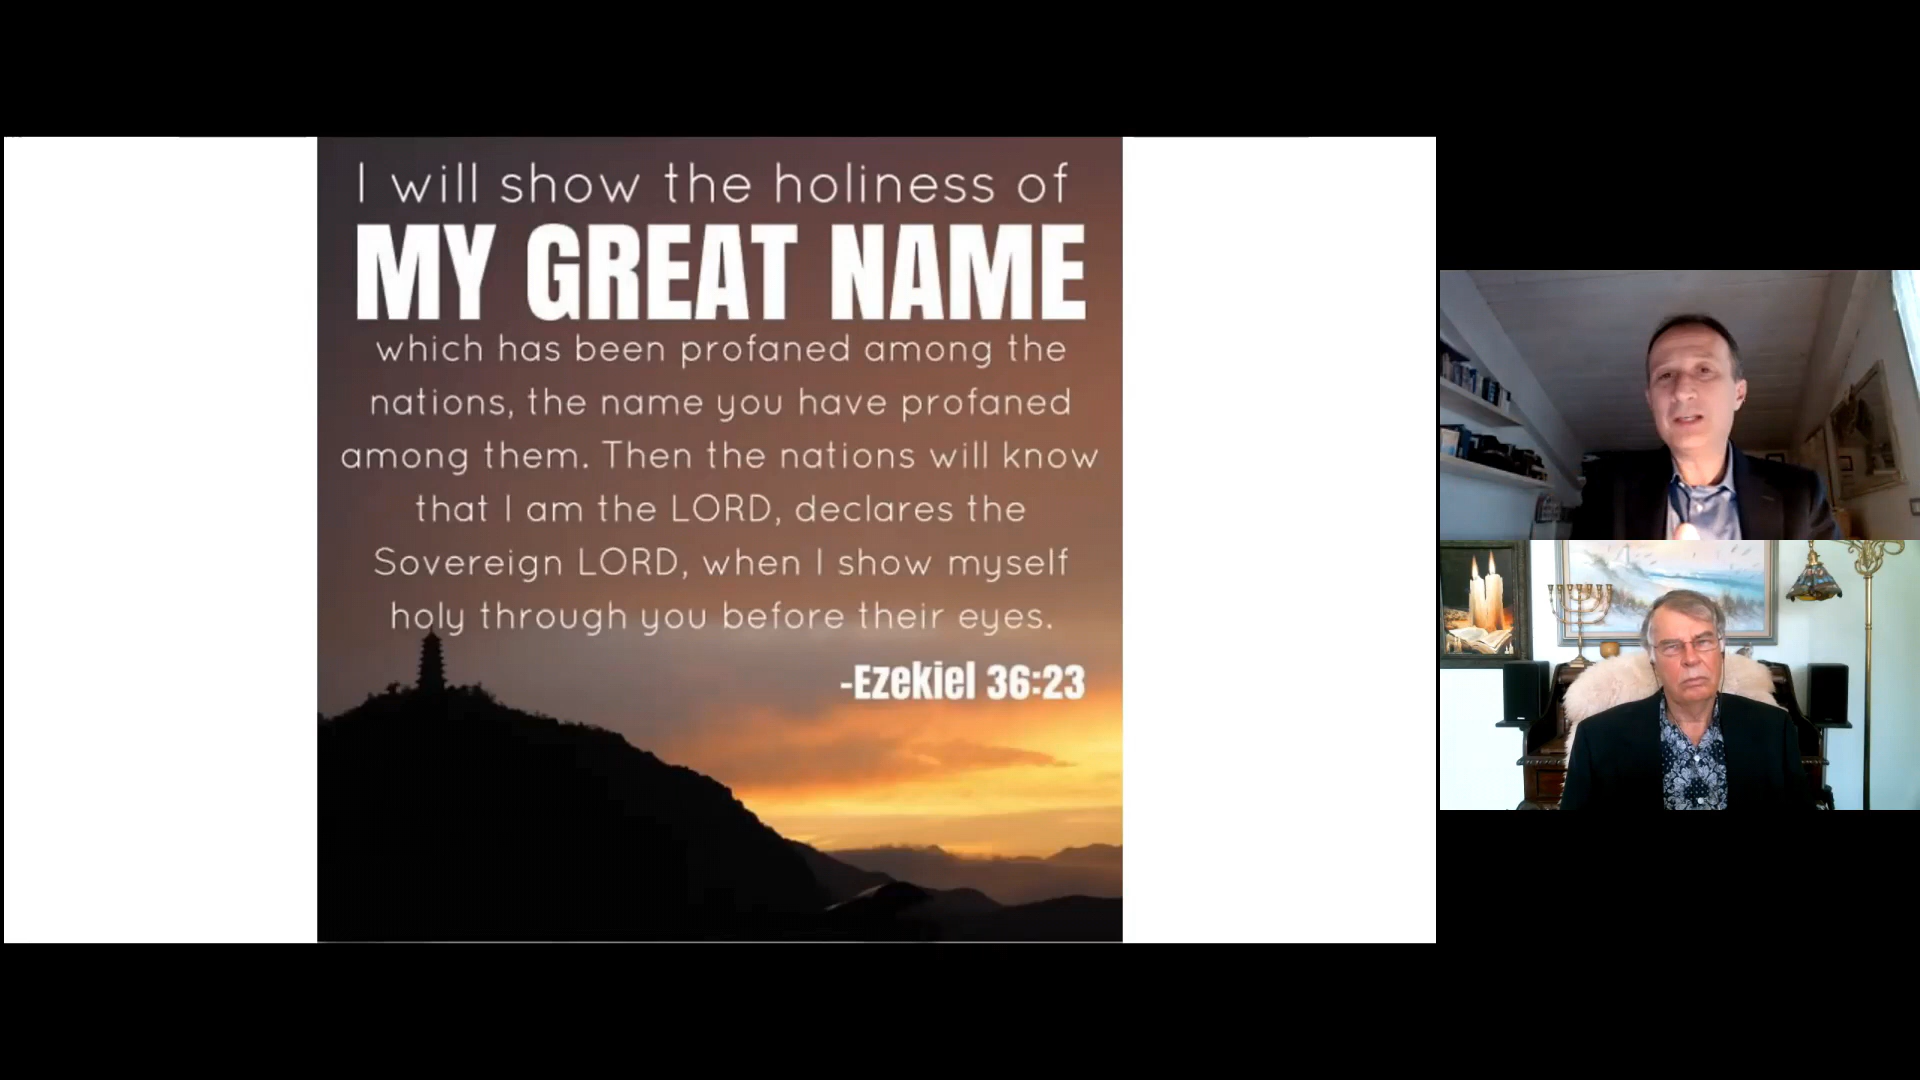 I will show the holiness of
MY GREAT NAME
which has been profaned among the
nations, the name you have profaned
among them. Then the nations will know
that I am the LORD, declares the
Sovereign LORD, when I show myself
holy through you before their eyes.
-Ezekiel 36:23